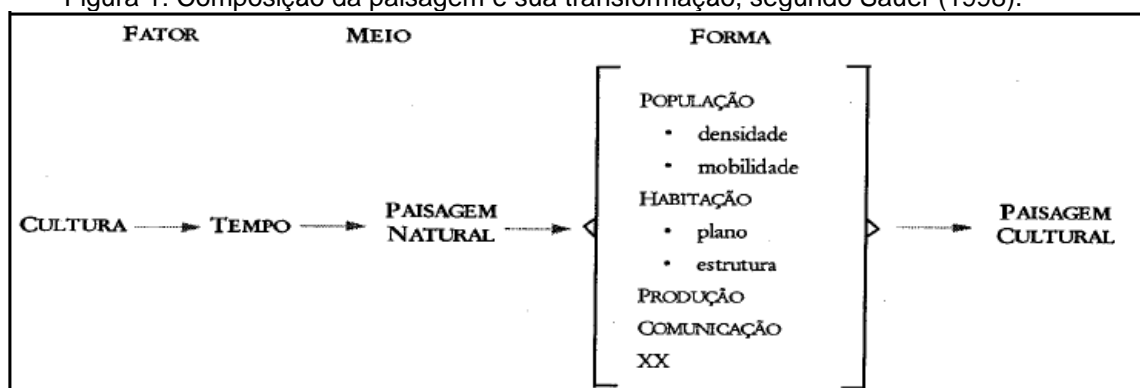 Figura 1: Composição da paisagem e sua transformação, segundo Sauer (1998).
FATOR MEIO FORMA
POPULAÇÃO
• densidade
• mobilidade
HABITAÇÃO
CULTURA TEMPO PAISAGEM NATURAL
• plano
• estrutura
PRODUÇÃO
COMUNICAÇÃO
XX
PAISAGEM CULTURAL